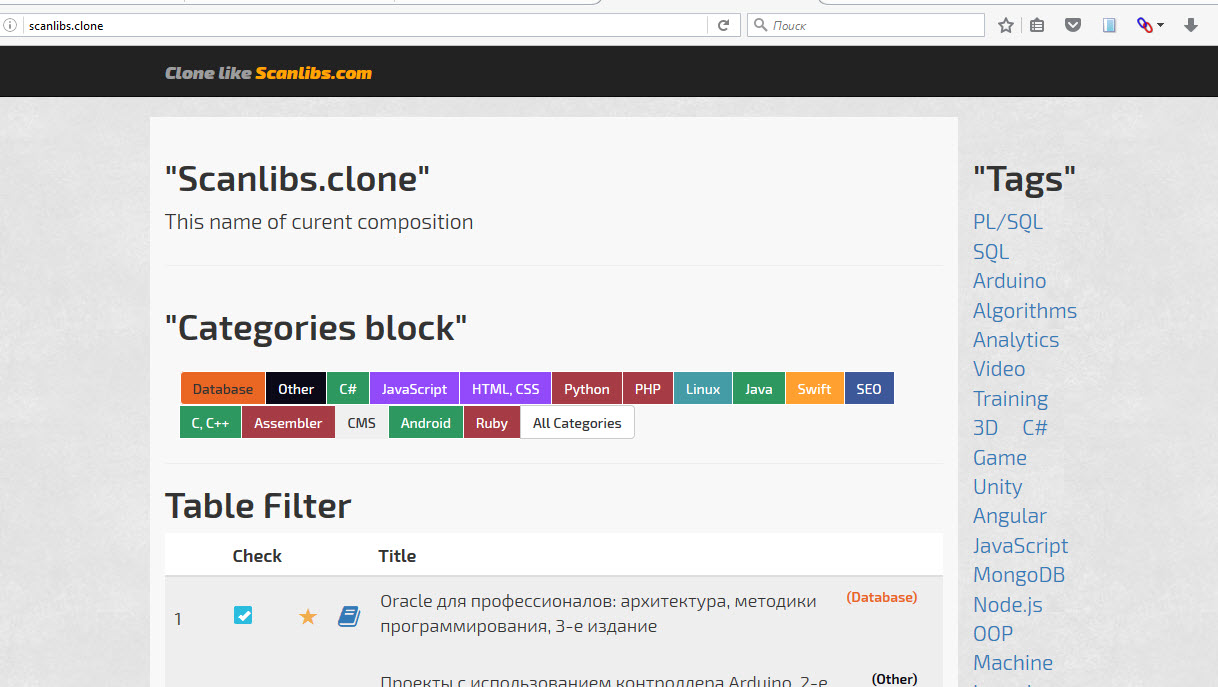 scanlibs.clone
Поиск
Clone like Scanlibs.com
"Scanlibs.clone"
This name of curent composition
"Categories block"
Database Other C# JavaScript HTML, CSS Python PHP Linux Java Swift SEO
C, C++ Assembler CMS Android Ruby All Categories
Table Filter
Check Title
1 Oracle для профессионалов: архитектура, методики (Database)
программирования, 3-е издание
Проекты с использованием контроллера Arduino, 2-е (Other)
"Tags"
PL/SQL
SQL
Arduino
Algorithms
Analytics
Video
Training
3D C#
Game
Unity
Angular
JavaScript
MongoDB
Node.js
OOP
Machine